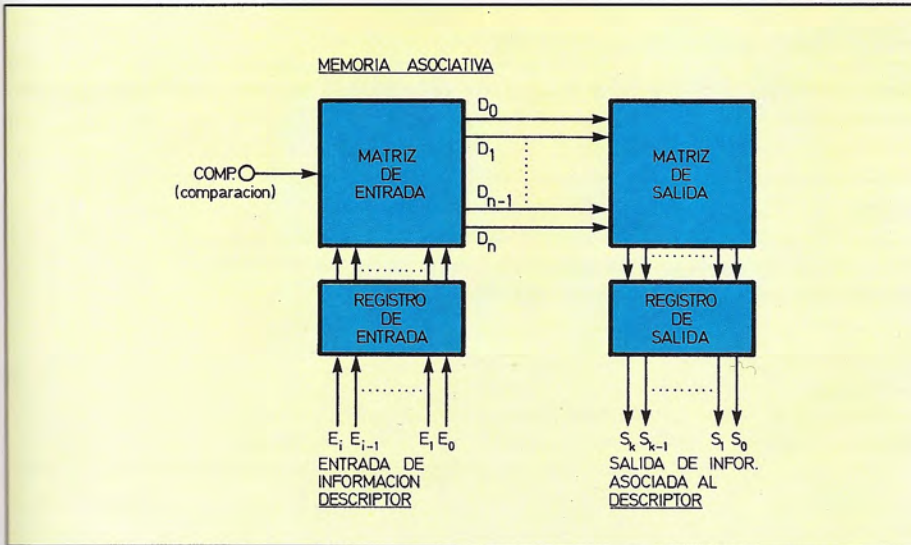 MEMORIA ASOCIATIVA
D0
D1
Dn-1
Dn
COMP.
(comparacion)
MATRIZ
DE
ENTRADA
MATRIZ
DE
SALIDA
REGISTRO
DE
ENTRADA
REGISTRO
DE
SALIDA
Ei Ei-1 E1 E0
ENTRADA DE
INFORMACION
DESCRIPTOR
Sk Sk-1 S1 S0
SALIDA DE INFOR.
ASOCIADA AL
DESCRIPTOR